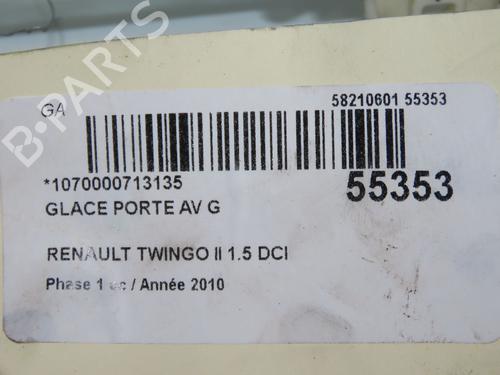 GA
58210601 55353
*1070000713135
55353
GLACE PORTE AV G
RENAULT TWINGO II 1.5 DCI
Phase 1 / Année 2010
B-PARTS